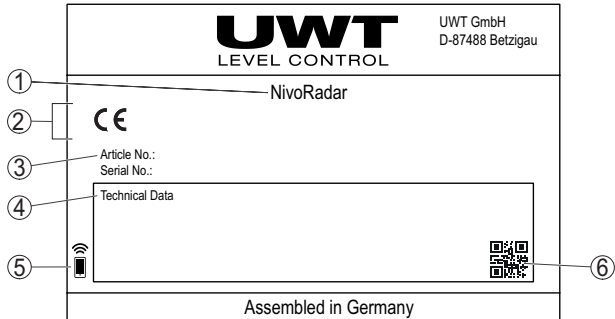 UWT
LEVEL CONTROL
UWT GmbH
D-87488 Betzigau
1
NivoRadar
2
CE
3
Article No.:
Serial No.:
4
Technical Data
5
6
Assembled in Germany